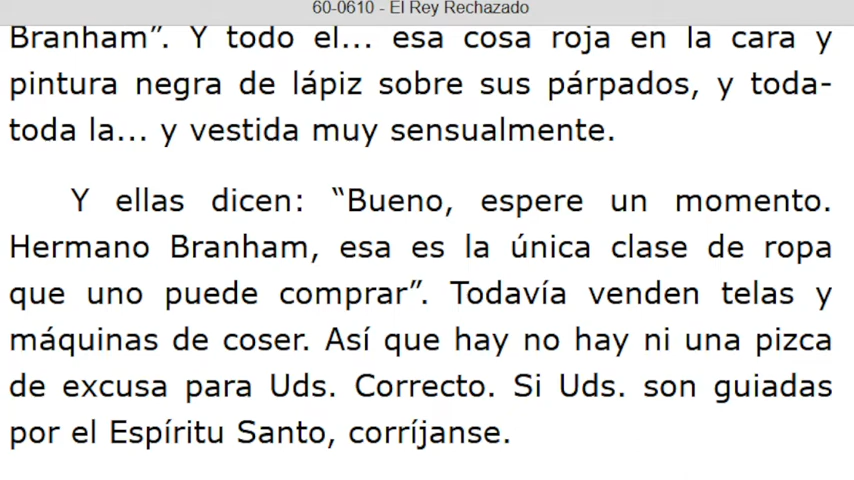 60-0610 - El Rey Rechazado
Branham”. Y todo el... esa cosa roja en la cara y
pintura negra de lápiz sobre sus párpados, y toda-
toda la... y vestida muy sensualmente.
Y ellas dicen: “Bueno, espere un momento.
Hermano Branham, esa es la única clase de ropa
que uno puede comprar”. Todavía venden telas y
máquinas de coser. Así que hay no hay ni una pizca
de excusa para Uds. Correcto. Si Uds. son guiadas
por el Espíritu Santo, corríjanse.